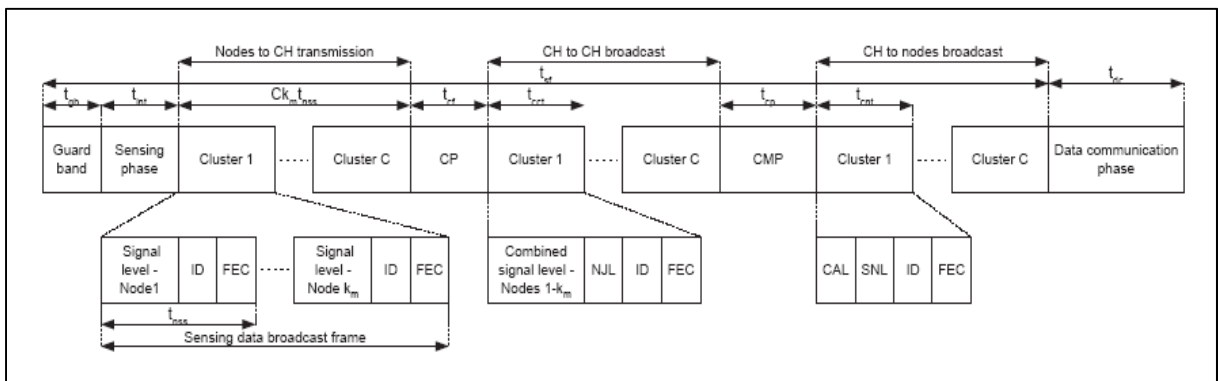 Nodes to CH transmission CH to CH broadcast CH to nodes broadcast
t_sf
t_gb t_int Ck_m t_nss t_cf t_cct t_cp t_cnt t_dc
Guard band Sensing phase Cluster 1 Cluster C CP Cluster 1 Cluster C CMP Cluster 1 Cluster C Data communication phase
Signal level - Node1 ID FEC Signal level - Node k_m ID FEC Combined signal level - Nodes 1-k_m NJL ID FEC CAL SNL ID FEC
t_nss
Sensing data broadcast frame